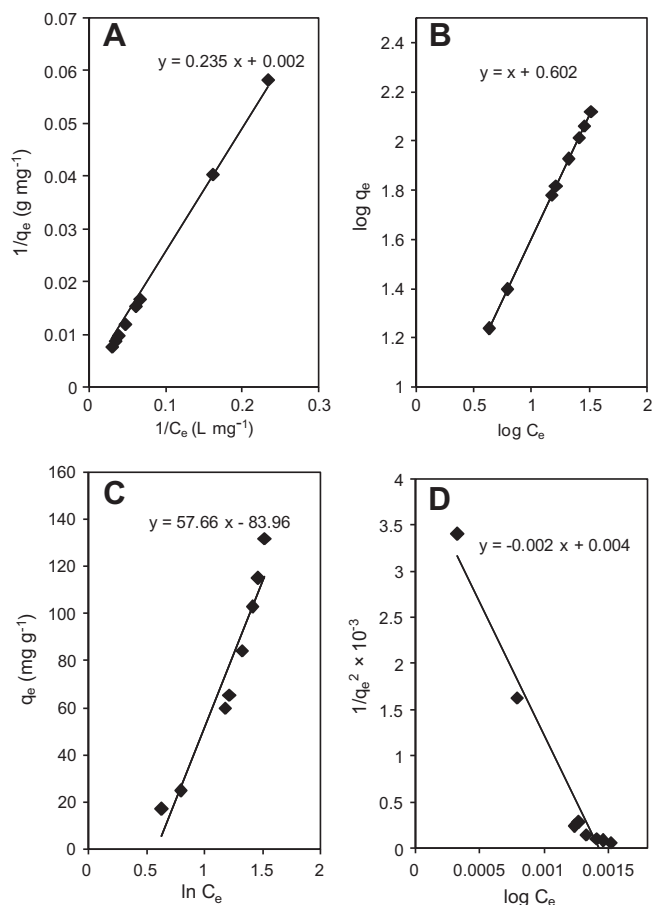 A
y = 0.235 x + 0.002
0.07
0.06
0.05
0.04
0.03
0.02
0.01
0
1/qe (g mg-1)
0 0.1 0.2 0.3
1/Ce (L mg-1)
B
y = x + 0.602
2.4
2.2
2
1.8
1.6
1.4
1.2
1
log qe
0 0.5 1 1.5 2
log Ce
C
y = 57.66 x - 83.96
160
140
120
100
80
60
40
20
0
qe (mg g-1)
0 0.5 1 1.5 2
ln Ce
D
y = -0.002 x + 0.004
4
3.5
3
2.5
2
1.5
1
0.5
0
1/qe2 × 10-3
0 0.0005 0.001 0.0015
log Ce